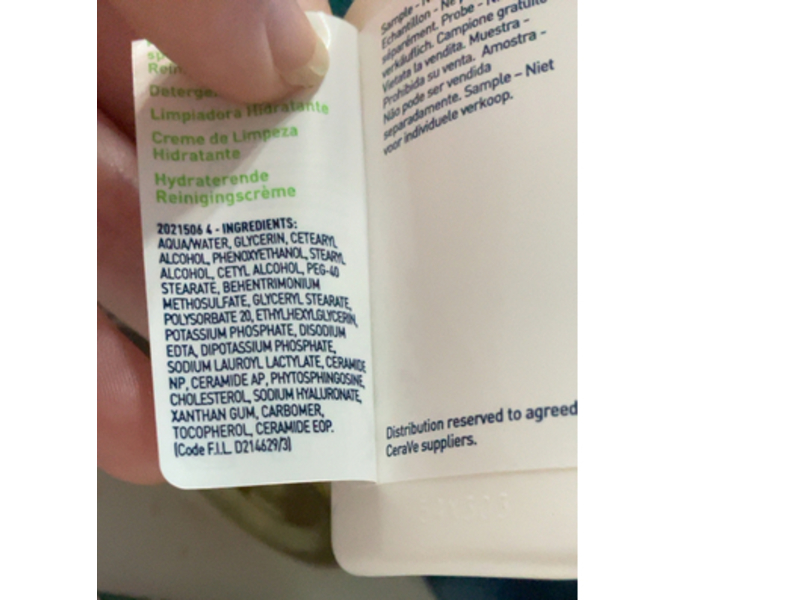 Deterge
Limpiadora Hidratante
Creme de Limpeza
Hidratante
Hydraterende
Reinigingscrème
2021506 4 - INGREDIENTS:
AQUA/WATER, GLYCERIN, CETEARYL
ALCOHOL, PHENOXYETHANOL, STEARYL
ALCOHOL, CETYL ALCOHOL, PEG-40
STEARATE, BEHENTRIMONIUM
METHOSULFATE, GLYCERYL STEARATE,
POLYSORBATE 20, ETHYLHEXYLGLYCERIN,
POTASSIUM PHOSPHATE, DISODIUM
EDTA, DIPOTASSIUM PHOSPHATE,
SODIUM LAUROYL LACTYLATE, CERAMIDE
NP, CERAMIDE AP, PHYTOSPHINGOSINE,
CHOLESTEROL, SODIUM HYALURONATE,
XANTHAN GUM, CARBOMER,
TOCOPHEROL, CERAMIDE EOP.
(Code F.I.L. D214629/3)
Sample -
Echantillon - Ne
séparément. Probe -
verkäuflich. Campione gratuito
Vietata la vendita. Muestra -
Prohibida su venta. Amostra -
Não pode ser vendida
separadamente. Sample – Niet
voor individuele verkoop.
Distribution reserved to agreed
CeraVe suppliers.